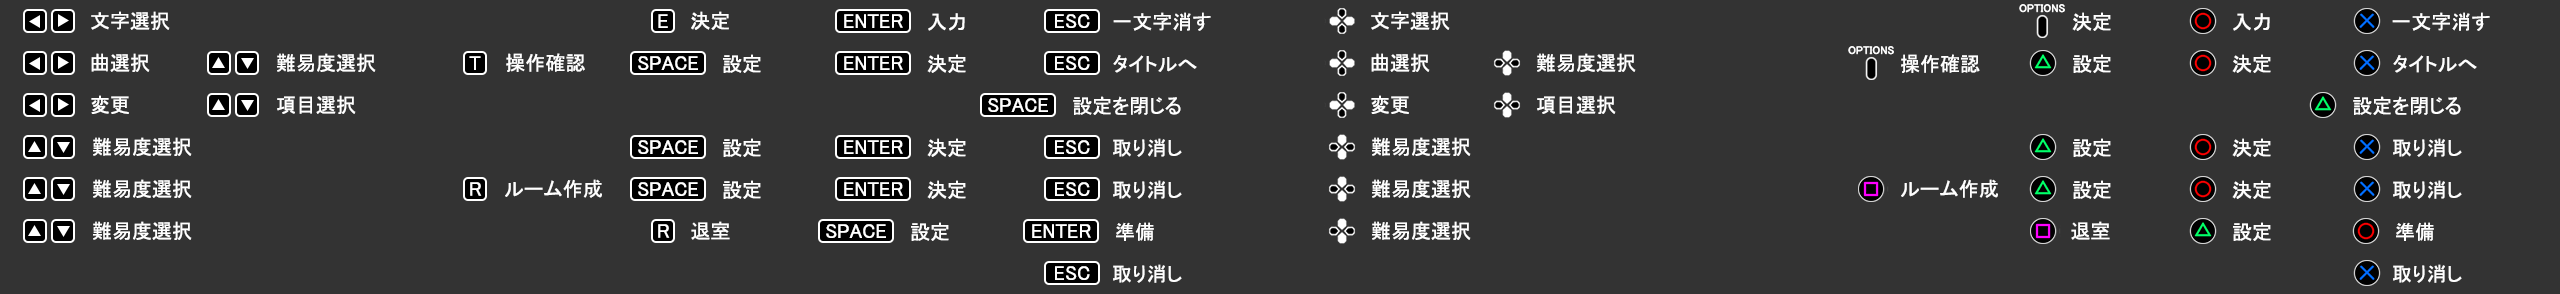 文字選択 E 決定 ENTER 入力 ESC 一文字消す 文字選択 OPTIONS 決定 入力 一文字消す
曲選択 難易度選択 T 操作確認 SPACE 設定 ENTER 決定 ESC タイトルへ 曲選択 難易度選択 OPTIONS 操作確認 設定 決定 タイトルへ
変更 項目選択 SPACE 設定を閉じる 変更 項目選択 設定を閉じる
難易度選択 SPACE 設定 ENTER 決定 ESC 取り消し 難易度選択 設定 決定 取り消し
難易度選択 R ルーム作成 SPACE 設定 ENTER 決定 ESC 取り消し 難易度選択 ルーム作成 設定 決定 取り消し
難易度選択 R 退室 SPACE 設定 ENTER 準備 難易度選択 退室 設定 準備
ESC 取り消し 取り消し